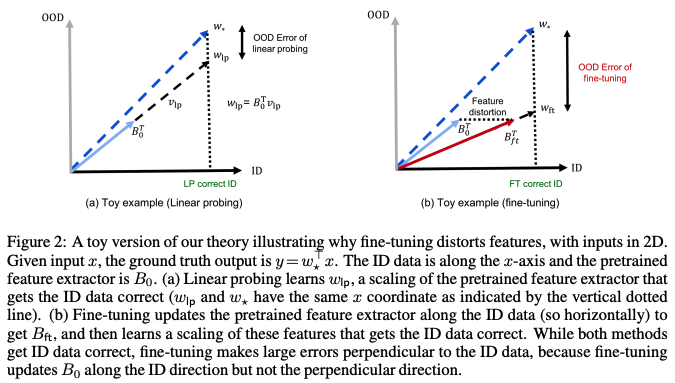 OOD
w⋆
OOD Error of
linear probing
wlp
vlp
wlp = B0^T vlp
B0^T
ID
LP correct ID
(a) Toy example (Linear probing)
OOD
w⋆
OOD Error of
fine-tuning
Feature
distortion
wft
B0^T
Bft^T
ID
FT correct ID
(b) Toy example (fine-tuning)
Figure 2: A toy version of our theory illustrating why fine-tuning distorts features, with inputs in 2D.
Given input x, the ground truth output is y = w⋆^⊤ x. The ID data is along the x-axis and the pretrained
feature extractor is B0. (a) Linear probing learns wlp, a scaling of the pretrained feature extractor that
gets the ID data correct (wlp and w⋆ have the same x coordinate as indicated by the vertical dotted
line). (b) Fine-tuning updates the pretrained feature extractor along the ID data (so horizontally) to
get Bft, and then learns a scaling of these features that gets the ID data correct. While both methods
get ID data correct, fine-tuning makes large errors perpendicular to the ID data, because fine-tuning
updates B0 along the ID direction but not the perpendicular direction.